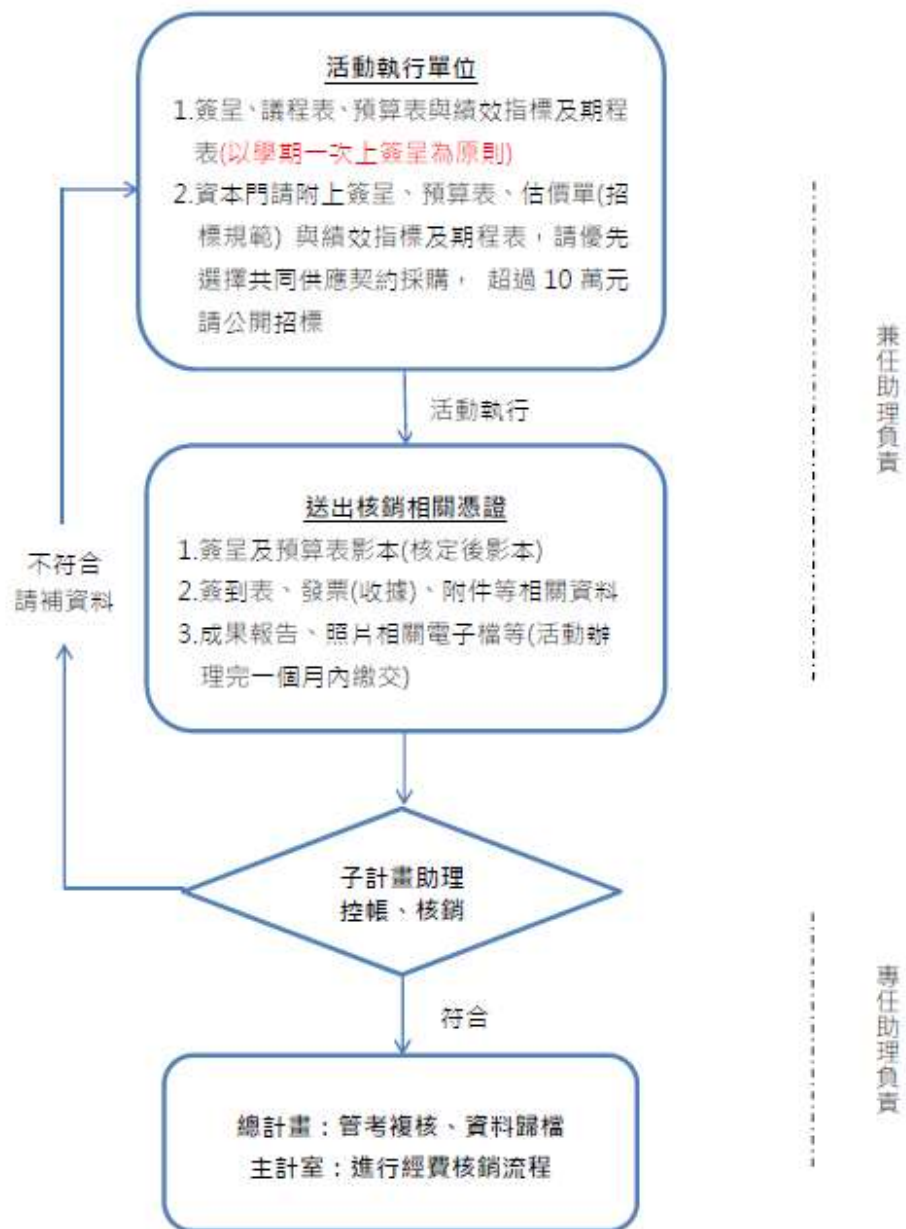 活動執行單位
1.簽呈、議程表、預算表與績效指標及期程
表(以學期一次上簽呈為原則)
2.資本門請附上簽呈、預算表、估價單(招
標規範) 與績效指標及期程表，請優先
選擇共同供應契約採購， 超過 10 萬元
請公開招標
活動執行
兼任助理負責
送出核銷相關憑證
1.簽呈及預算表影本(核定後影本)
2.簽到表、發票(收據)、附件等相關資料
3.成果報告、照片相關電子檔等(活動辦
理完一個月內繳交)
不符合
請補資料
子計畫助理
控帳、核銷
符合
專任助理負責
總計畫：管考複核、資料歸檔
主計室：進行經費核銷流程